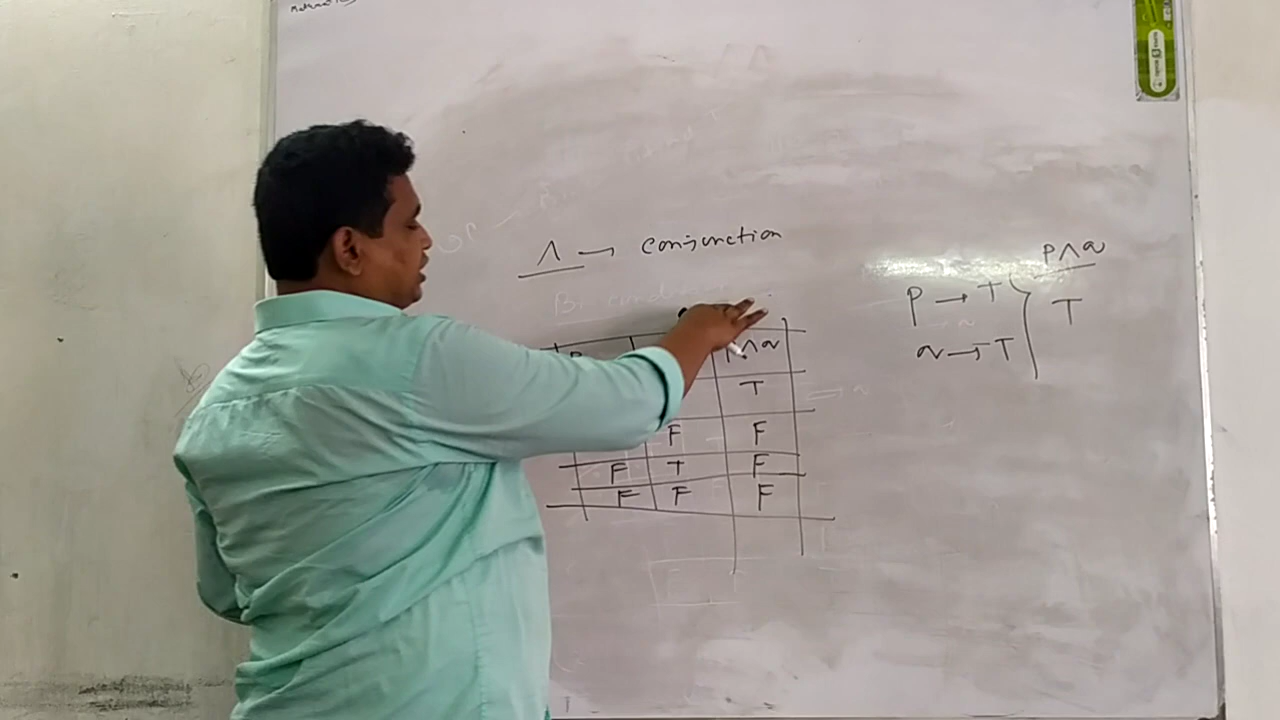 Λ → conjunction
P∧q
P → T
T
q → T
P∧q
T
F F
F T F
F F F